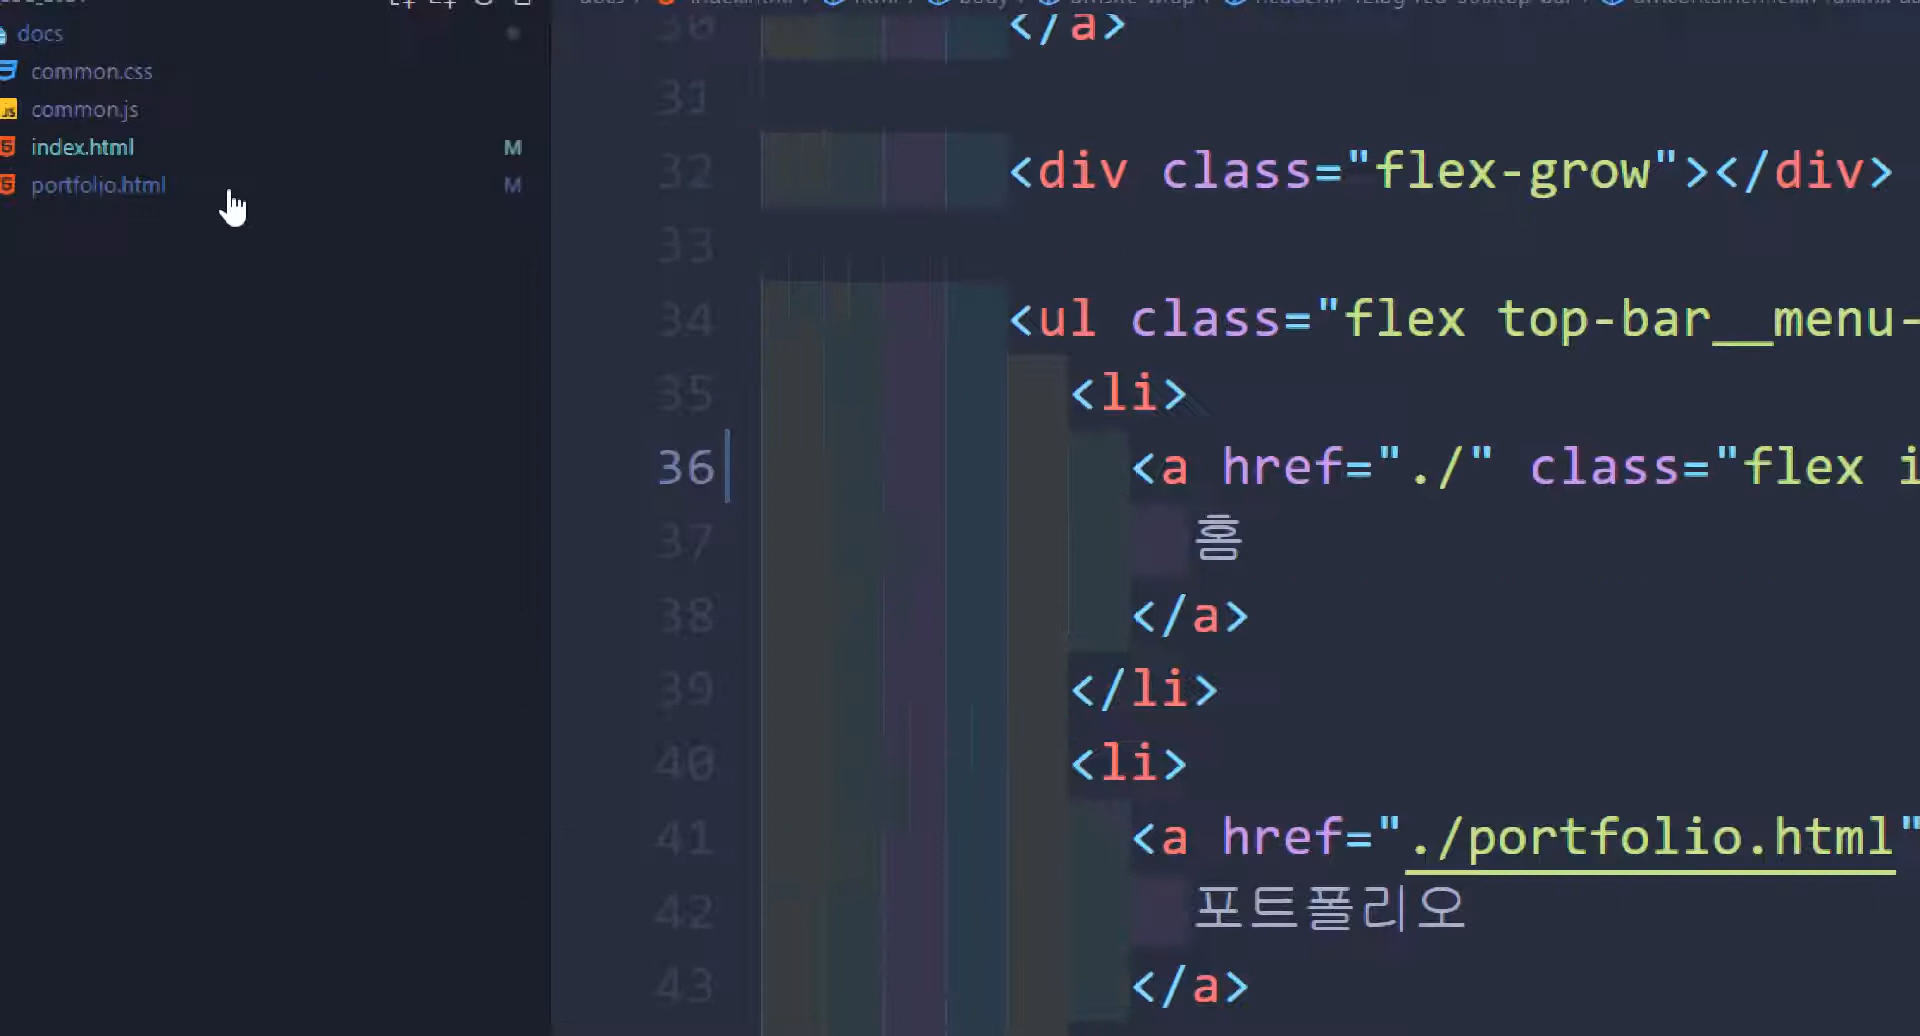 docs
common.css
common.js
index.html M
portfolio.html M
30 </a>
31
32 <div class="flex-grow"></div>
33
34 <ul class="flex top-bar__menu-
35 <li>
36 <a href="./" class="flex i
37 홈
38 </a>
39 </li>
40 <li>
41 <a href="./portfolio.html"
42 포트폴리오
43 </a>